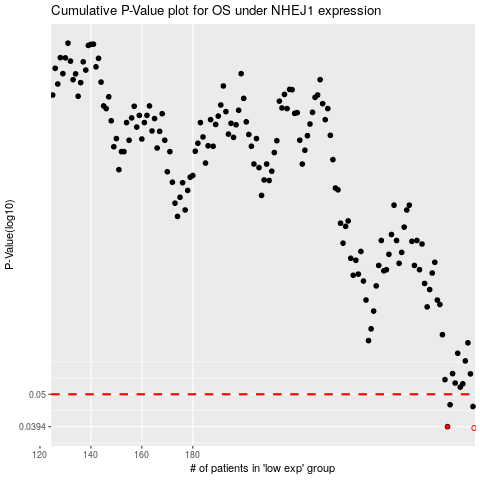 Cumulative P-Value plot for OS under NHEJ1 expression
P-Value(log10)
0.05
0.0394
120 140 160 180
# of patients in 'low exp' group